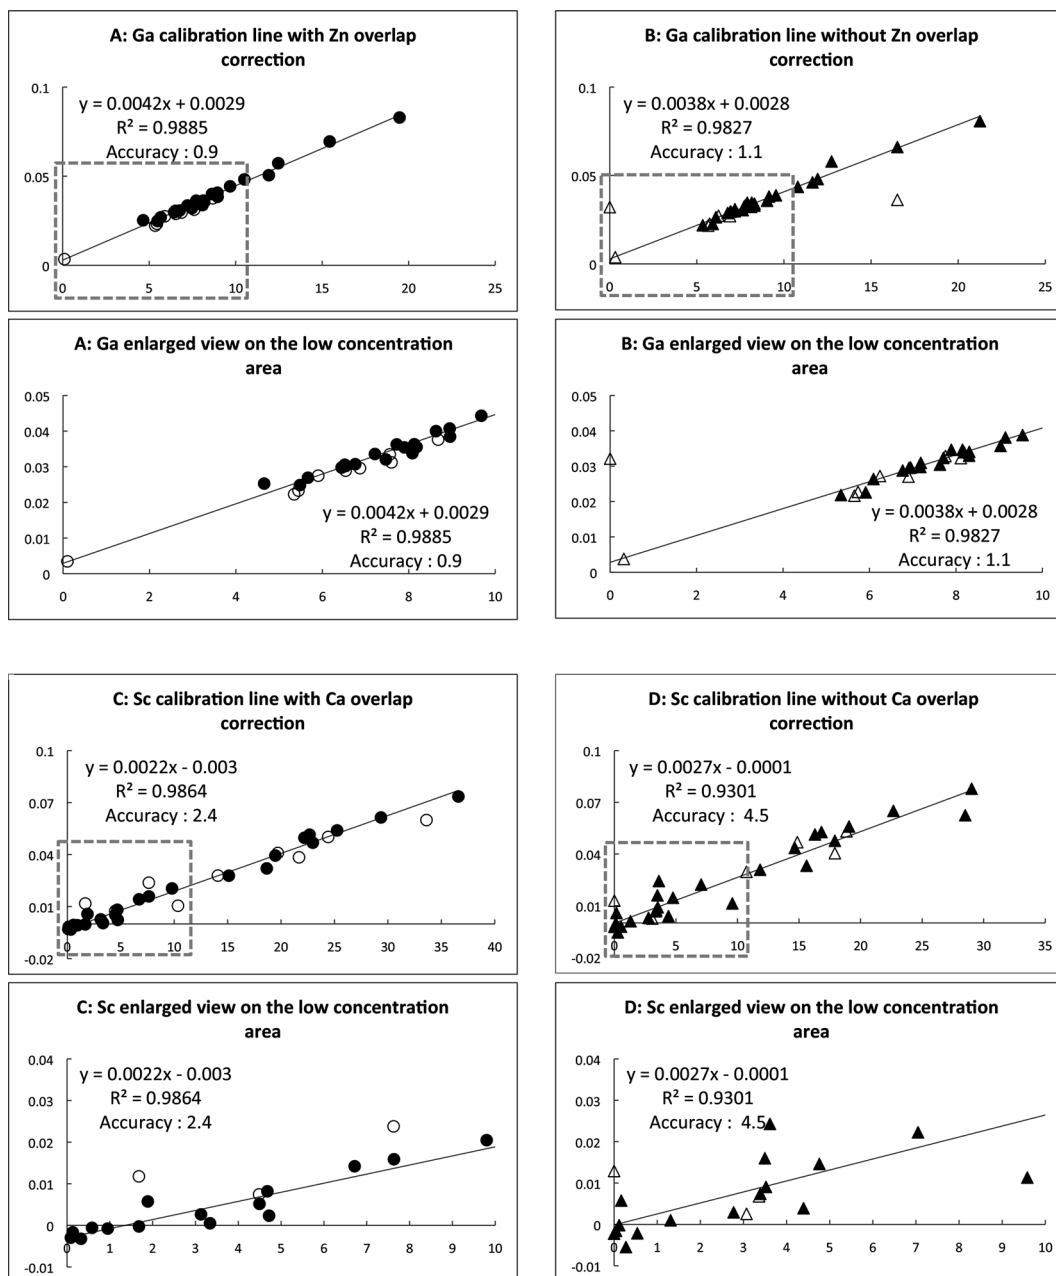 A: Ga calibration line with Zn overlap
correction
y = 0.0042x + 0.0029
R² = 0.9885
Accuracy : 0.9
0.1
0.05
0
0 5 10 15 20 25
B: Ga calibration line without Zn overlap
correction
y = 0.0038x + 0.0028
R² = 0.9827
Accuracy : 1.1
0.1
0.05
0
0 5 10 15 20 25
A: Ga enlarged view on the low concentration
area
0.05
0.04
0.03
0.02
0.01
0
y = 0.0042x + 0.0029
R² = 0.9885
Accuracy : 0.9
0 2 4 6 8 10
B: Ga enlarged view on the low concentration
area
0.05
0.04
0.03
0.02
0.01
0
y = 0.0038x + 0.0028
R² = 0.9827
Accuracy : 1.1
0 2 4 6 8 10
C: Sc calibration line with Ca overlap
correction
y = 0.0022x - 0.003
R² = 0.9864
Accuracy : 2.4
0.1
0.07
0.04
0.01
-0.02
0 5 10 15 20 25 30 35 40
D: Sc calibration line without Ca overlap
correction
y = 0.0027x - 0.0001
R² = 0.9301
Accuracy : 4.5
0.1
0.07
0.04
0.01
-0.02
0 5 10 15 20 25 30 35
C: Sc enlarged view on the low concentration
area
y = 0.0022x - 0.003
R² = 0.9864
Accuracy : 2.4
0.04
0.03
0.02
0.01
0
-0.01
0 1 2 3 4 5 6 7 8 9 10
D: Sc enlarged view on the low concentration
area
y = 0.0027x - 0.0001
R² = 0.9301
Accuracy : 4.5
0.04
0.03
0.02
0.01
0
-0.01
0 1 2 3 4 5 6 7 8 9 10